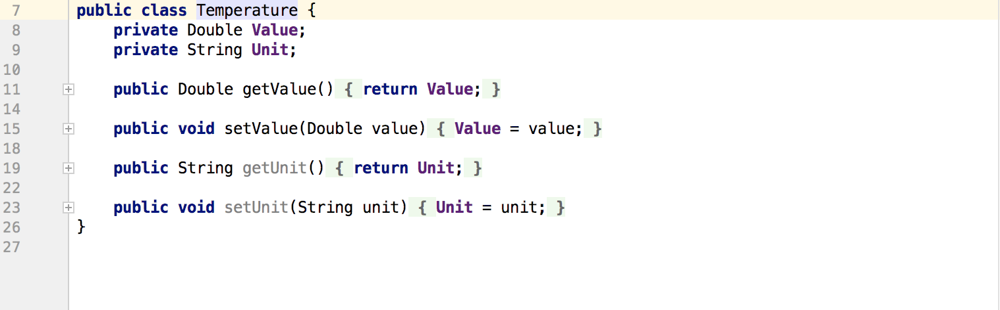 7 public class Temperature {
8 private Double Value;
9 private String Unit;
10
11 public Double getValue() { return Value; }
14
15 public void setValue(Double value) { Value = value; }
18
19 public String getUnit() { return Unit; }
22
23 public void setUnit(String unit) { Unit = unit; }
26 }
27